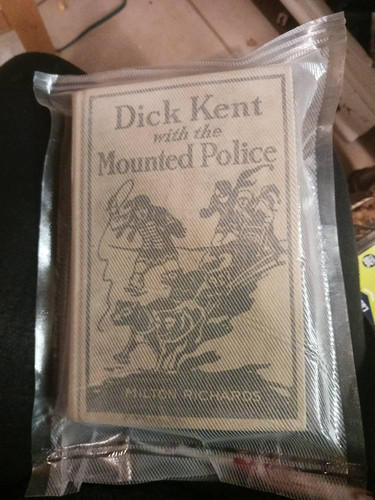 Dick Kent
with the
Mounted Police
MILTON RICHARDS